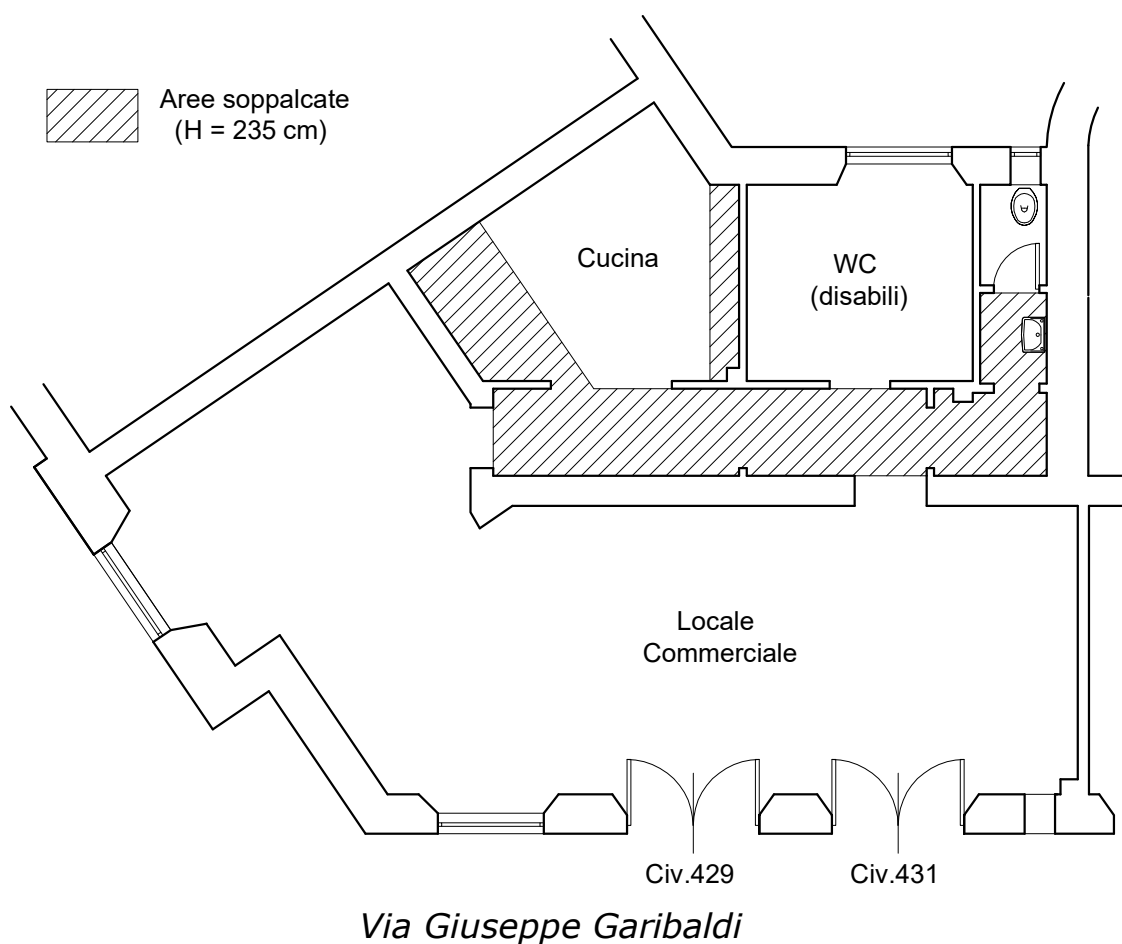 Aree soppalcate
(H = 235 cm)
Cucina
WC
(disabili)
Locale
Commerciale
Civ.429
Civ.431
Via Giuseppe Garibaldi